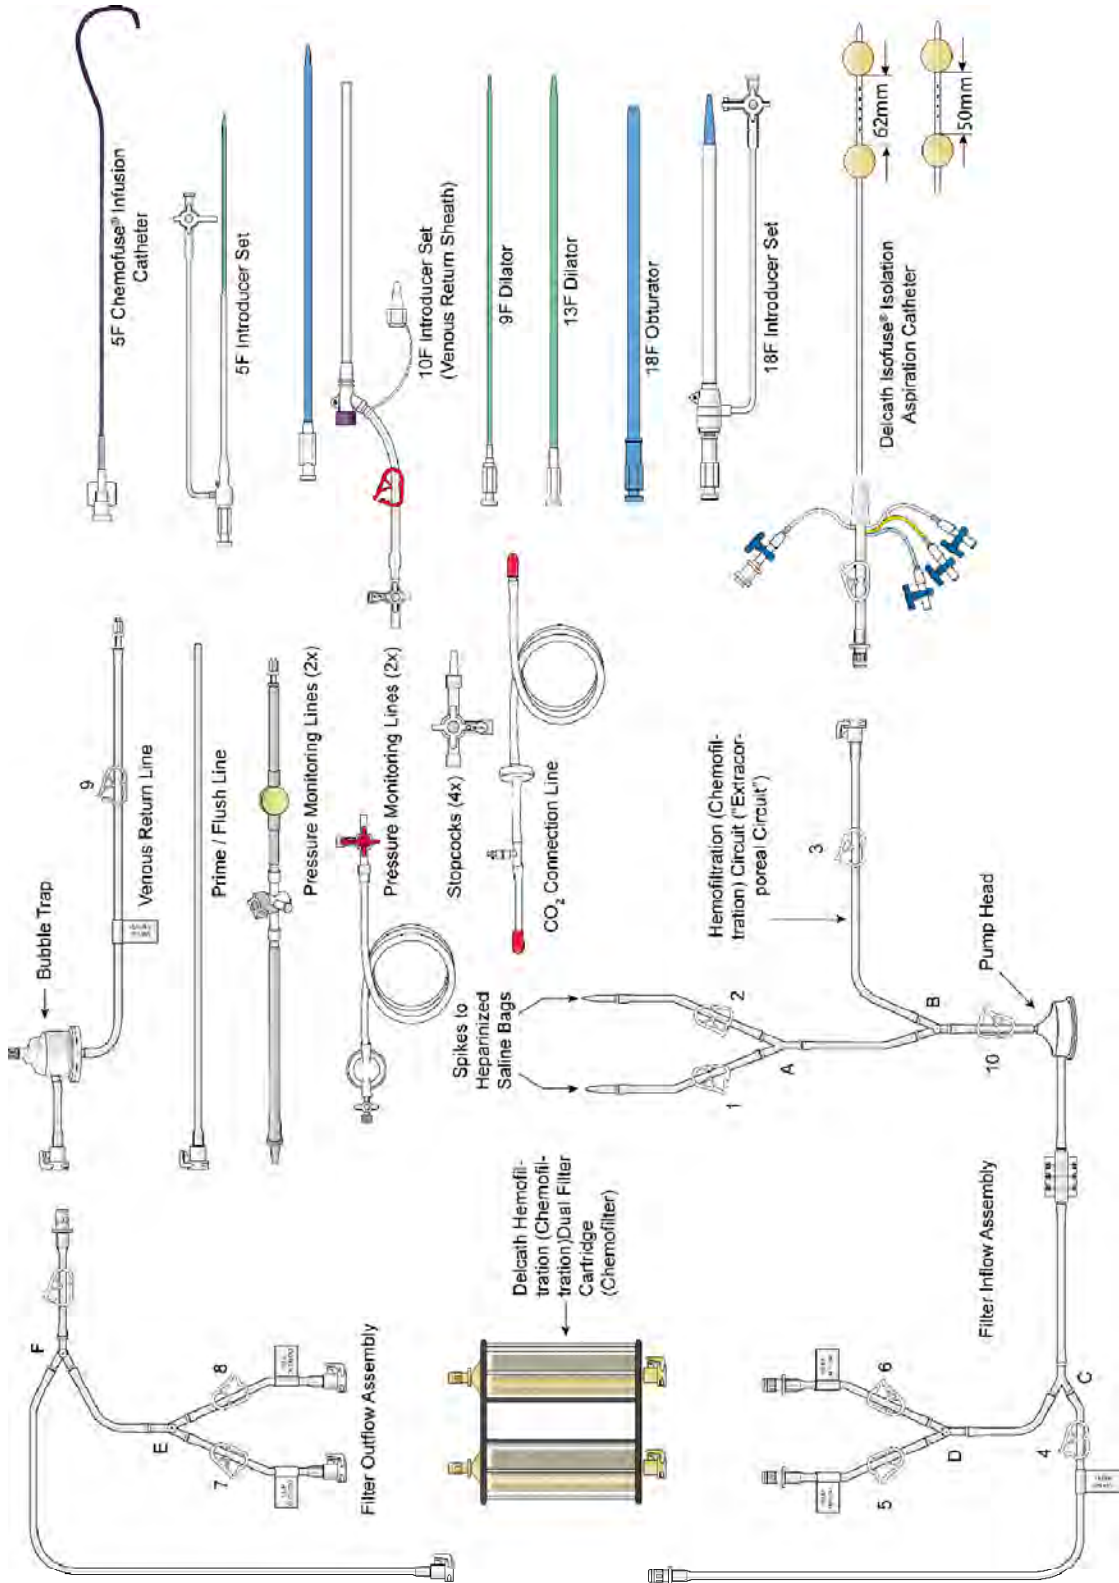 5F Chemofuse® Infusion
Catheter
5F Introducer Set
10F Introducer Set
(Venous Return Sheath)
9F Dilator
13F Dilator
18F Obturator
18F Introducer Set
62mm
50mm
Delcath Isofuse® Isolation
Aspiration Catheter
Bubble Trap
9
Venous Return Line
Prime / Flush Line
Pressure Monitoring Lines (2x)
Pressure Monitoring Lines (2x)
Stopcocks (4x)
CO₂ Connection Line
Spikes to
Heparinized
Saline Bags
1
2
A
Hemofiltration (Chemofil-
tration) Circuit ("Extracor-
poreal Circuit")
3
B
10
Pump Head
F
E
7
8
Filter Outflow Assembly
Delcath Hemofil-
tration (Chemofil-
tration)Dual Filter
Cartridge
(Chemofilter)
Filter Inflow Assembly
5
6
D
C
4